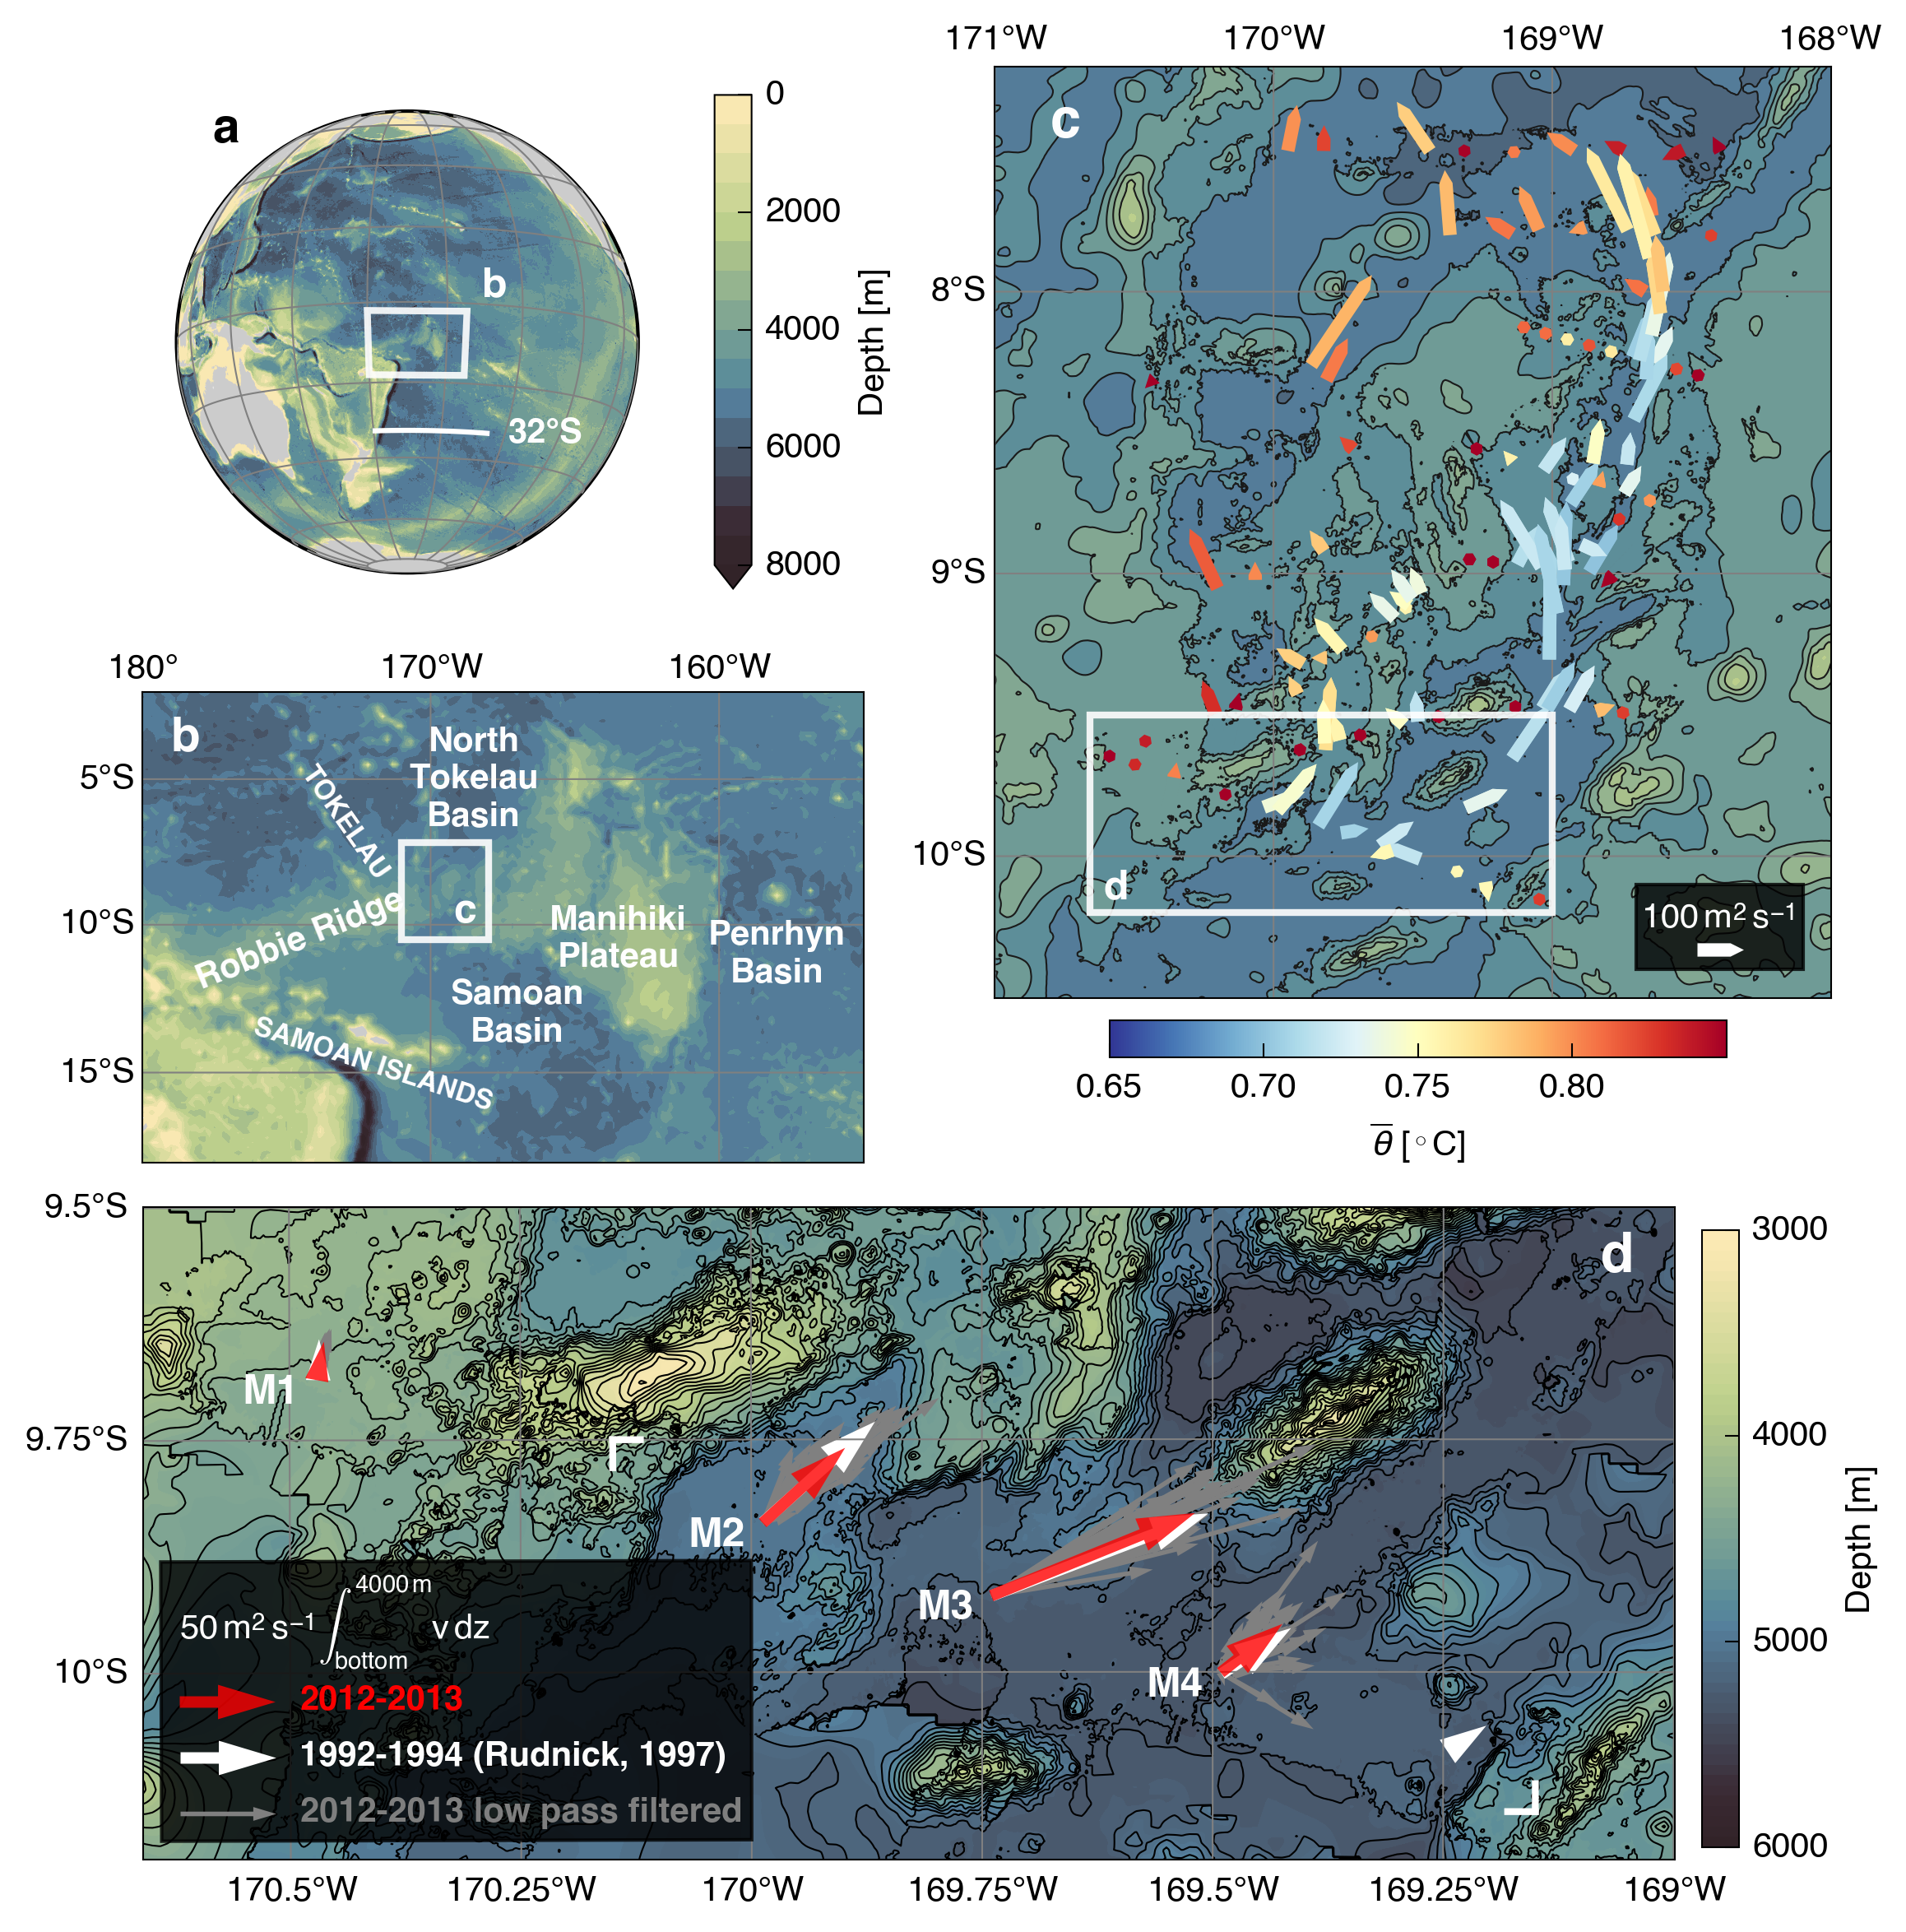 a
b
32°S
0
2000
4000
6000
8000
Depth [m]
171°W 170°W 169°W 168°W
8°S
9°S
10°S
c
d
100 m² s⁻¹
0.65 0.70 0.75 0.80
θ̅ [°C]
180° 170°W 160°W
5°S
10°S
15°S
b
North
Tokelau
Basin
TOKELAU
Robbie Ridge
c
Manihiki
Plateau
Penrhyn
Basin
Samoan
Basin
SAMOAN ISLANDS
9.5°S
9.75°S
10°S
d
M1
M2
M3
M4
50 m² s⁻¹ ∫ 4000 m bottom v dz
2012-2013
1992-1994 (Rudnick, 1997)
2012-2013 low pass filtered
170.5°W 170.25°W 170°W 169.75°W 169.5°W 169.25°W 169°W
3000
4000
5000
6000
Depth [m]